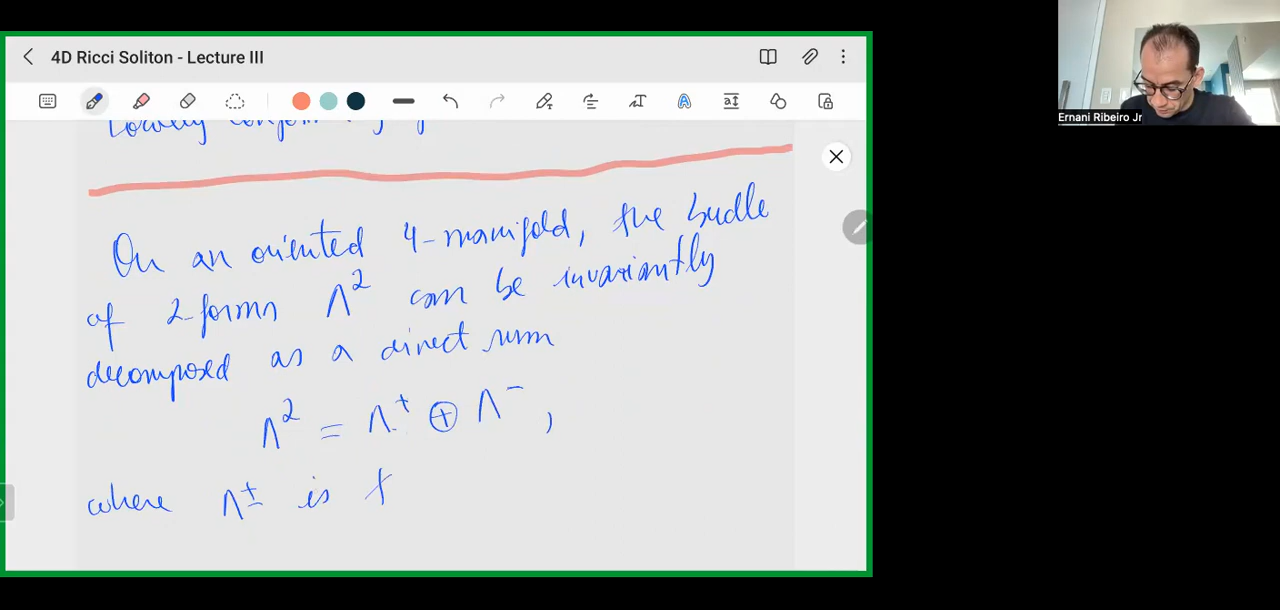 4D Ricci Soliton - Lecture III
On an oriented 4-manifold, the budle
of 2-forms Λ² can be invariantly
decomposed as a direct sum
Λ² = Λ⁺ ⊕ Λ⁻ ,
where Λ± is t
Ernani Ribeiro Jr